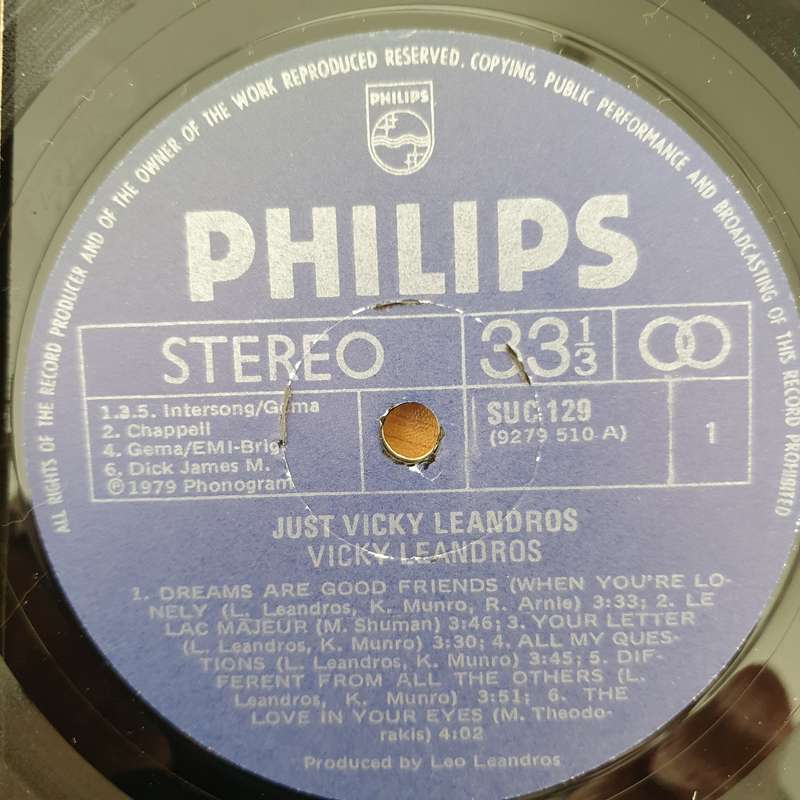 ALL RIGHTS OF THE RECORD PRODUCER AND OF THE OWNER OF THE WORK REPRODUCED RESERVED. COPYING, PUBLIC PERFORMANCE AND BROADCASTING OF THIS RECORD PROHIBITED
PHILIPS
PHILIPS
STEREO
33 1/3
1.3.5. Intersong/Gema
2. Chappell
4. Gema/EMI-Brig
6. Dick James M.
℗1979 Phonogram
SUC 129
(9279 510 A)
1
JUST VICKY LEANDROS
VICKY LEANDROS
1. DREAMS ARE GOOD FRIENDS (WHEN YOU'RE LO-
NELY (L. Leandros, K. Munro, R. Arnie) 3:33; 2. LE
LAC MAJEUR (M. Shuman) 3:46; 3. YOUR LETTER
(L. Leandros, K. Munro) 3:30; 4. ALL MY QUES-
TIONS (L. Leandros, K. Munro) 3:45; 5. DIF-
FERENT FROM ALL THE OTHERS (L.
Leandros, K. Munro) 3:51; 6. THE
LOVE IN YOUR EYES (M. Theodo-
rakis) 4:02
Produced by Leo Leandros